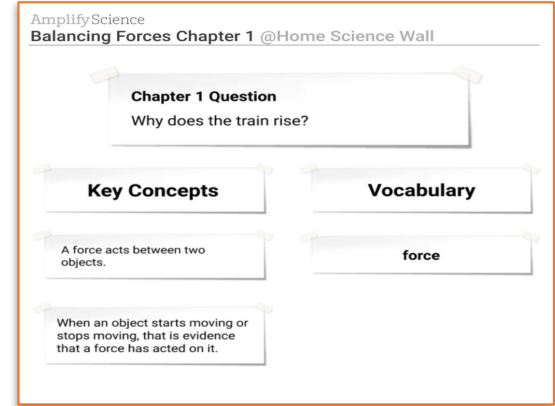 AmplifyScience
Balancing Forces Chapter 1 @Home Science Wall
Chapter 1 Question
Why does the train rise?
Key Concepts
Vocabulary
A force acts between two
objects.
force
When an object starts moving or
stops moving, that is evidence
that a force has acted on it.